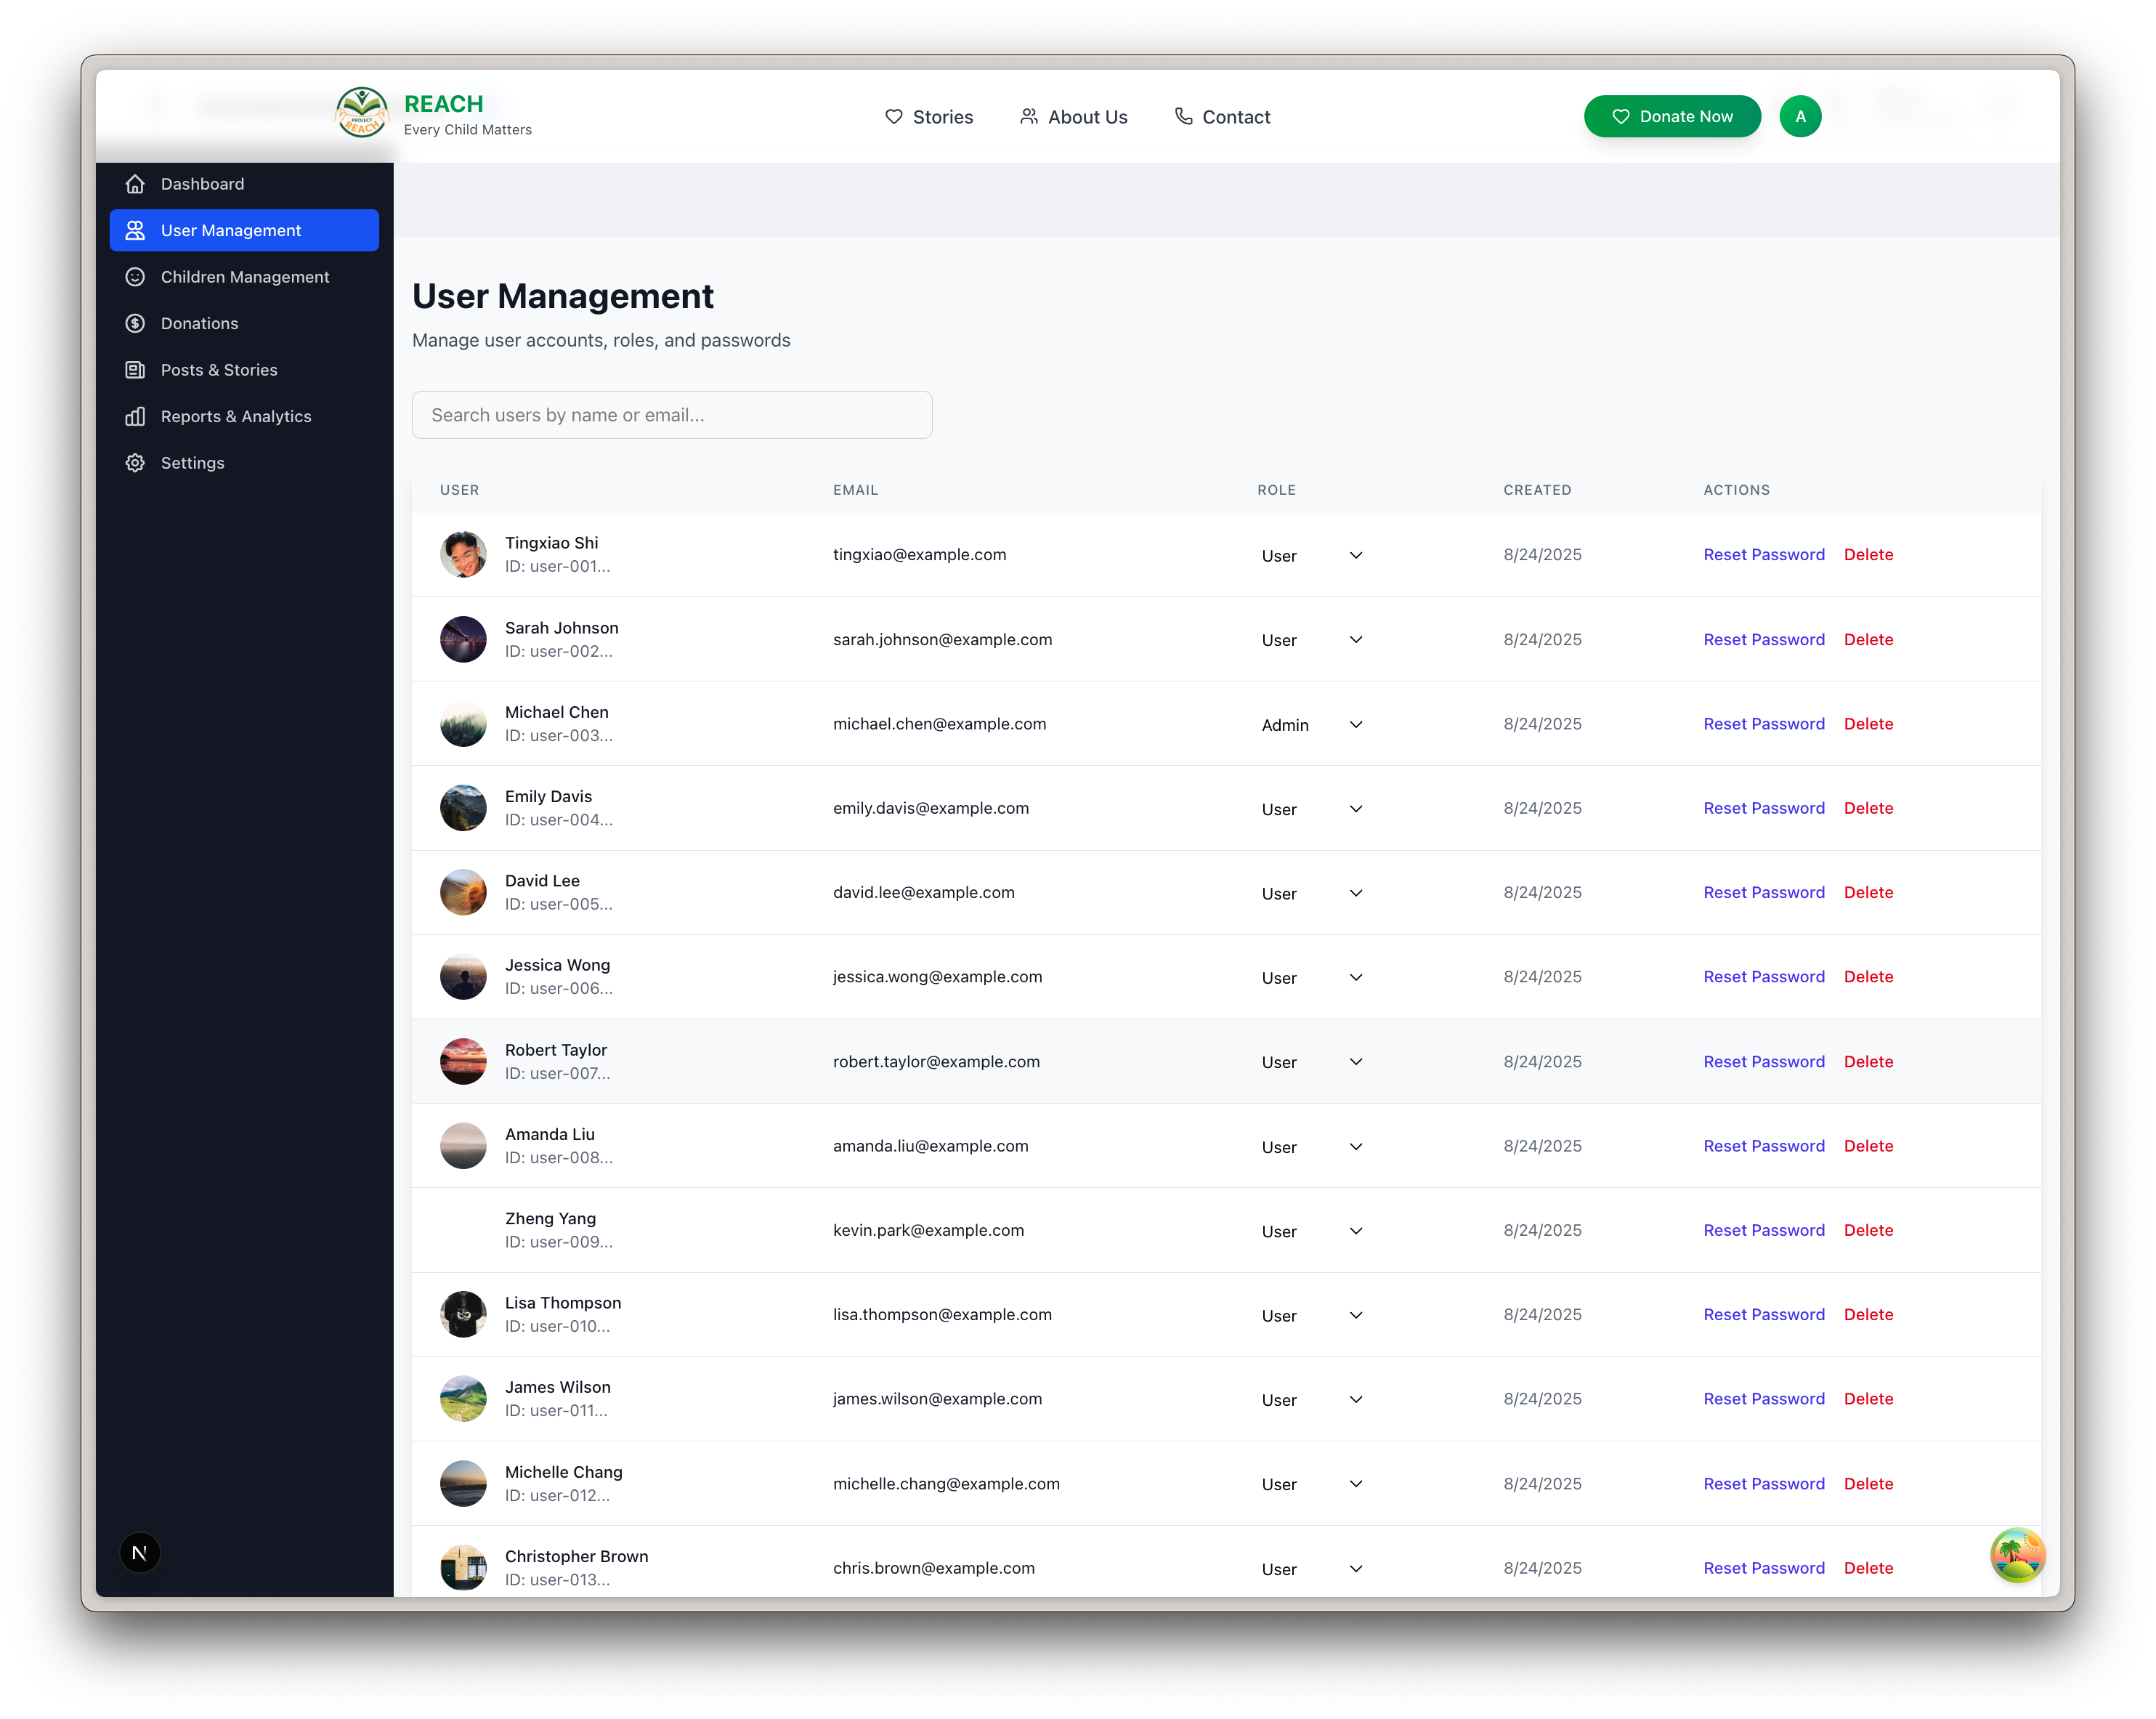 PROJECT
REACH
REACH
Every Child Matters
Stories
About Us
Contact
Donate Now
A
Dashboard
User Management
Children Management
Donations
Posts & Stories
Reports & Analytics
Settings
N
User Management
Manage user accounts, roles, and passwords
Search users by name or email...
USER EMAIL ROLE CREATED ACTIONS
Tingxiao Shi
ID: user-001...
tingxiao@example.com User 8/24/2025 Reset Password Delete
Sarah Johnson
ID: user-002...
sarah.johnson@example.com User 8/24/2025 Reset Password Delete
Michael Chen
ID: user-003...
michael.chen@example.com Admin 8/24/2025 Reset Password Delete
Emily Davis
ID: user-004...
emily.davis@example.com User 8/24/2025 Reset Password Delete
David Lee
ID: user-005...
david.lee@example.com User 8/24/2025 Reset Password Delete
Jessica Wong
ID: user-006...
jessica.wong@example.com User 8/24/2025 Reset Password Delete
Robert Taylor
ID: user-007...
robert.taylor@example.com User 8/24/2025 Reset Password Delete
Amanda Liu
ID: user-008...
amanda.liu@example.com User 8/24/2025 Reset Password Delete
Zheng Yang
ID: user-009...
kevin.park@example.com User 8/24/2025 Reset Password Delete
Lisa Thompson
ID: user-010...
lisa.thompson@example.com User 8/24/2025 Reset Password Delete
James Wilson
ID: user-011...
james.wilson@example.com User 8/24/2025 Reset Password Delete
Michelle Chang
ID: user-012...
michelle.chang@example.com User 8/24/2025 Reset Password Delete
Christopher Brown
ID: user-013...
chris.brown@example.com User 8/24/2025 Reset Password Delete